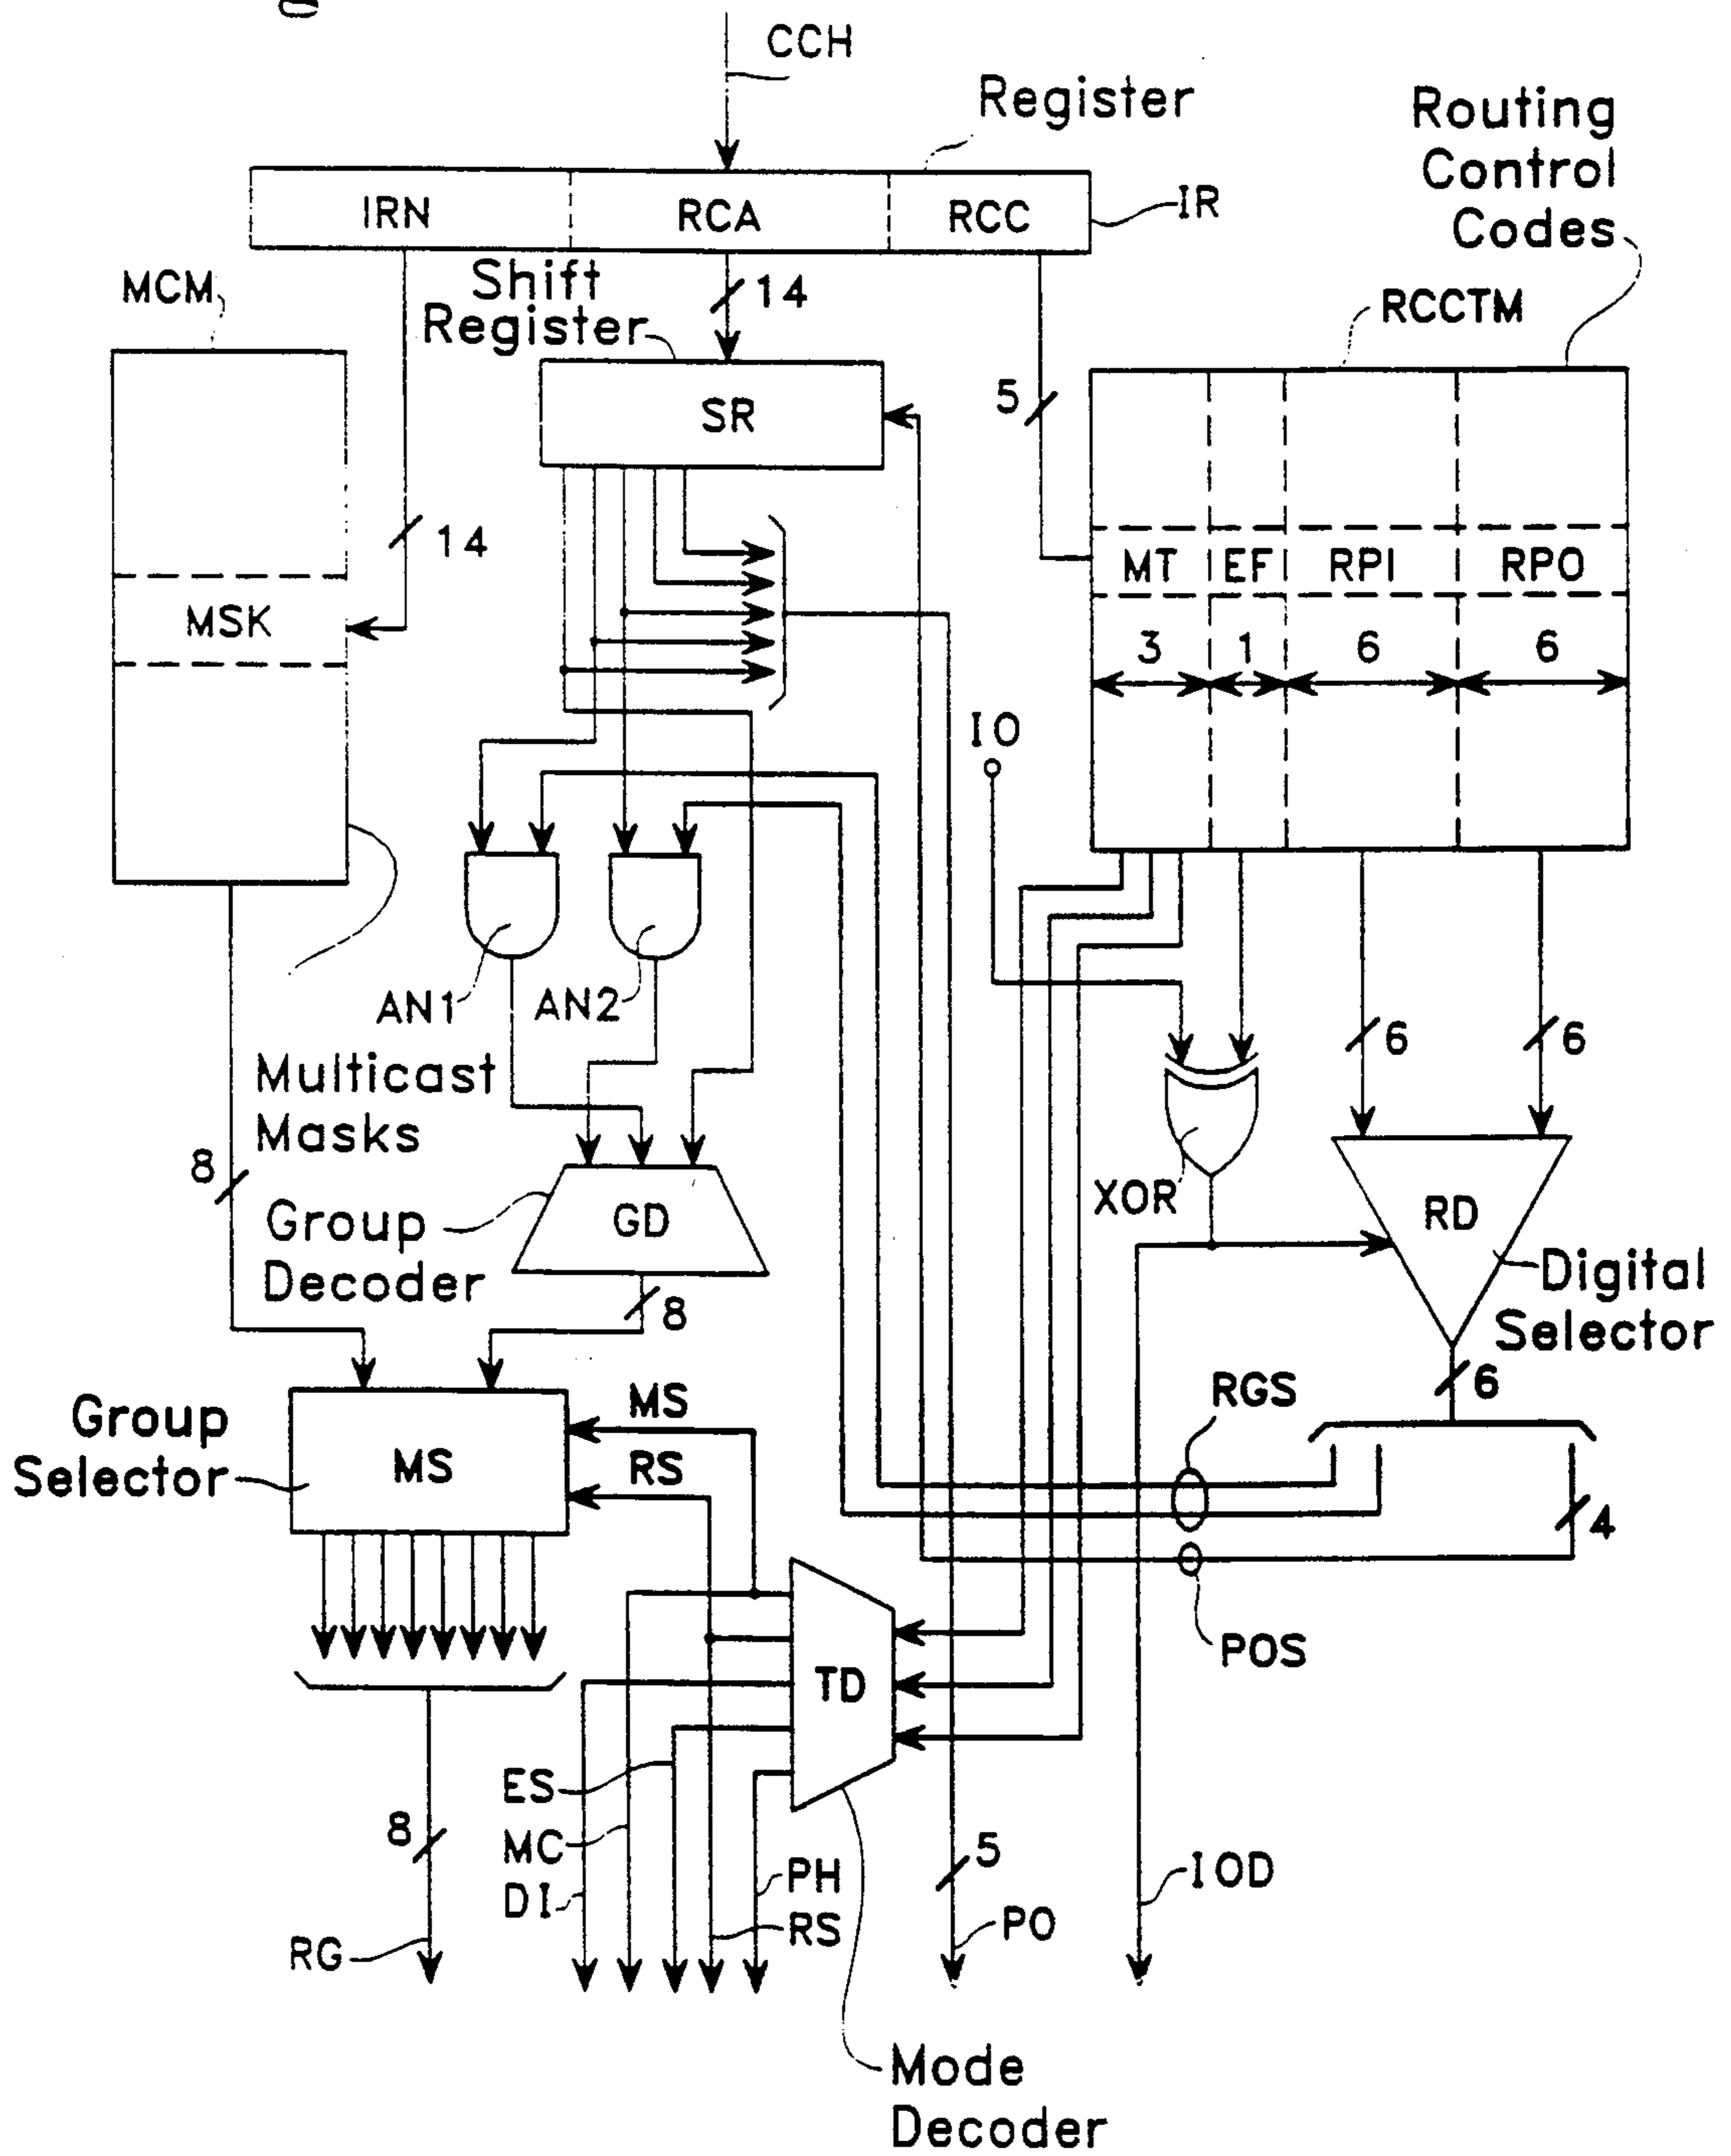 CCH
Register
Routing
Control
Codes
IRN
RCA
RCC
IR
MCM
Shift
Register
14
RCCTM
5
SR
14
MSK
MT
EF
RPI
RPO
3
1
6
6
IO
AN1
AN2
6
6
Multicast
Masks
8
XOR
RD
Group
Decoder
GD
Digital
Selector
8
6
RGS
Group
Selector
MS
MS
RS
4
POS
TD
ES
MC
DI
8
PH
RS
5
PO
IOD
RG
Mode
Decoder